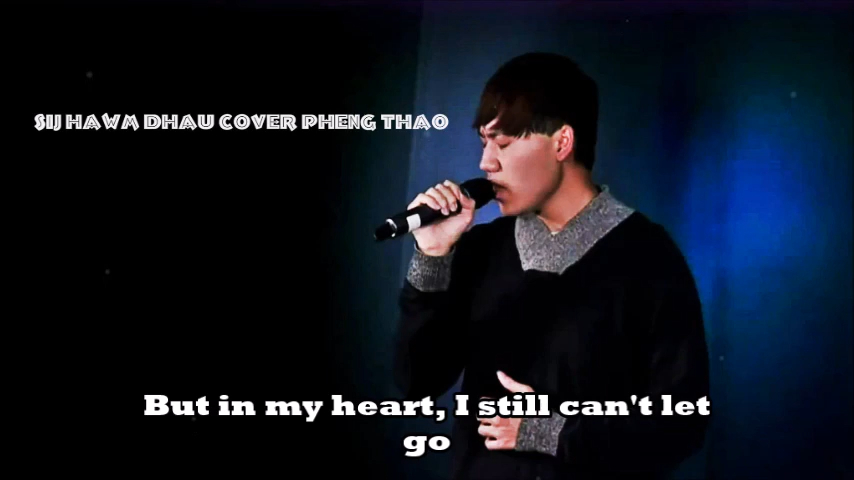 SIJ HAWM DHAU COVER PHENG THAO
But in my heart, I still can't let
go